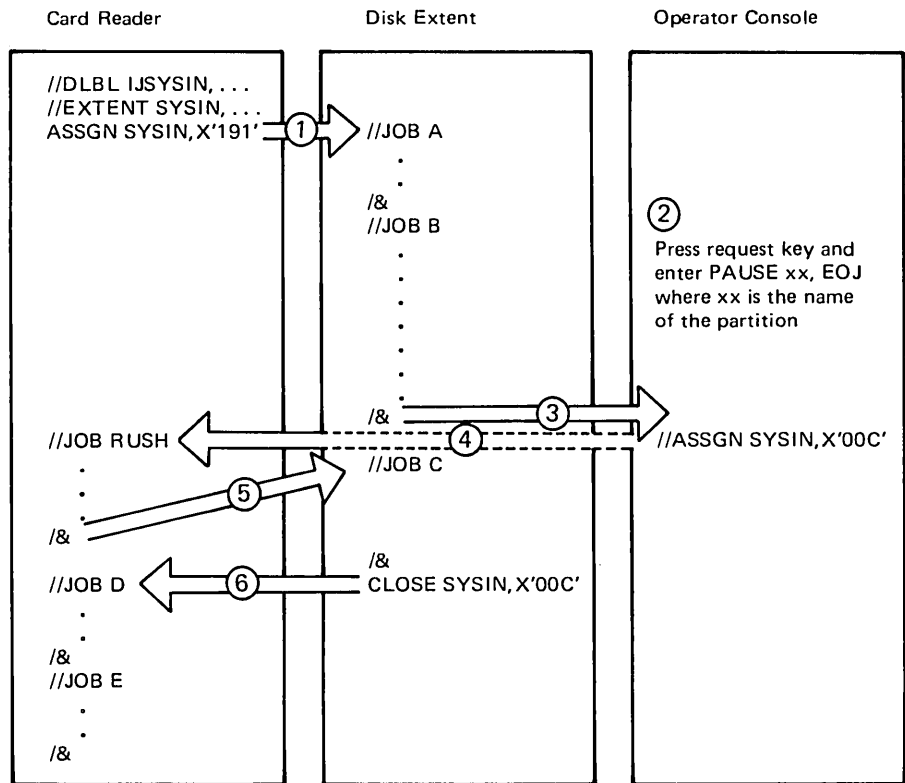 Card Reader
Disk Extent
Operator Console
//DLBL IJSYSIN, ...
//EXTENT SYSIN, ...
ASSGN SYSIN,X'191'
1
//JOB A
/&
//JOB B
2
Press request key and
enter PAUSE xx, EOJ
where xx is the name
of the partition
/&
3
//JOB RUSH
4
//ASSGN SYSIN,X'00C'
//JOB C
5
/&
/&
//JOB D
6
CLOSE SYSIN,X'00C'
/&
//JOB E
/&